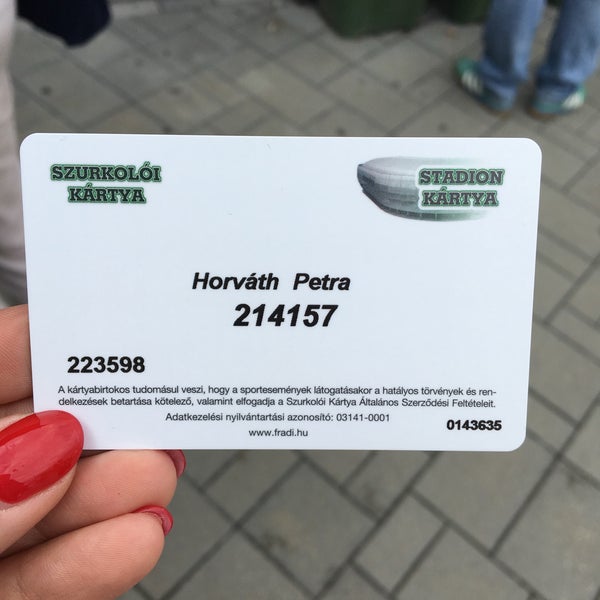 SZURKOLÓI
KÁRTYA
STADION
KÁRTYA
Horváth Petra
214157
223598
A kártyabirtokos tudomásul veszi, hogy a sportesemények látogatásakor a hatályos törvények és ren-
delkezések betartása kötelező, valamint elfogadja a Szurkolói Kártya Általános Szerződési Feltételeit.
Adatkezelési nyilvántartási azonosító: 03141-0001
www.fradi.hu
0143635